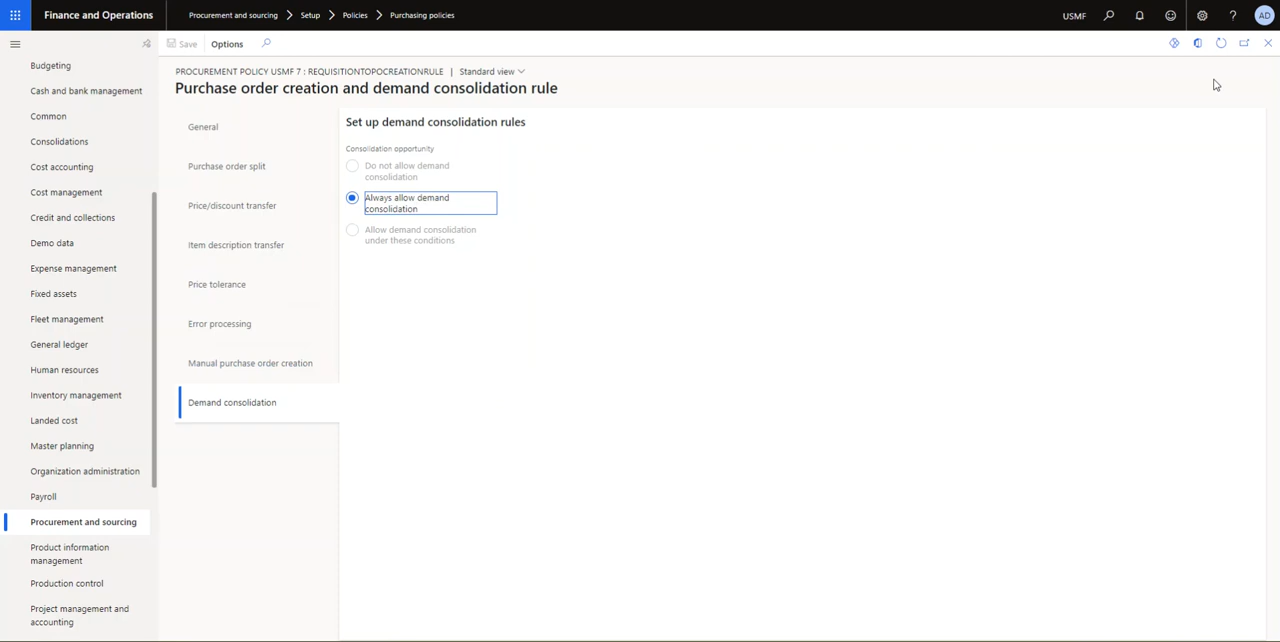 Finance and Operations
Procurement and sourcing
Setup
Policies
Purchasing policies
USMF
?
AD
Save
Options
Budgeting
Cash and bank management
Common
Consolidations
Cost accounting
Cost management
Credit and collections
Demo data
Expense management
Fixed assets
Fleet management
General ledger
Human resources
Inventory management
Landed cost
Master planning
Organization administration
Payroll
Procurement and sourcing
Product information
management
Production control
Project management and
accounting
PROCUREMENT POLICY USMF 7 : REQUISITIONTOPOCREATIONRULE | Standard view
Purchase order creation and demand consolidation rule
General
Purchase order split
Price/discount transfer
Item description transfer
Price tolerance
Error processing
Manual purchase order creation
Demand consolidation
Set up demand consolidation rules
Consolidation opportunity
Do not allow demand
consolidation
Always allow demand
consolidation
Allow demand consolidation
under these conditions